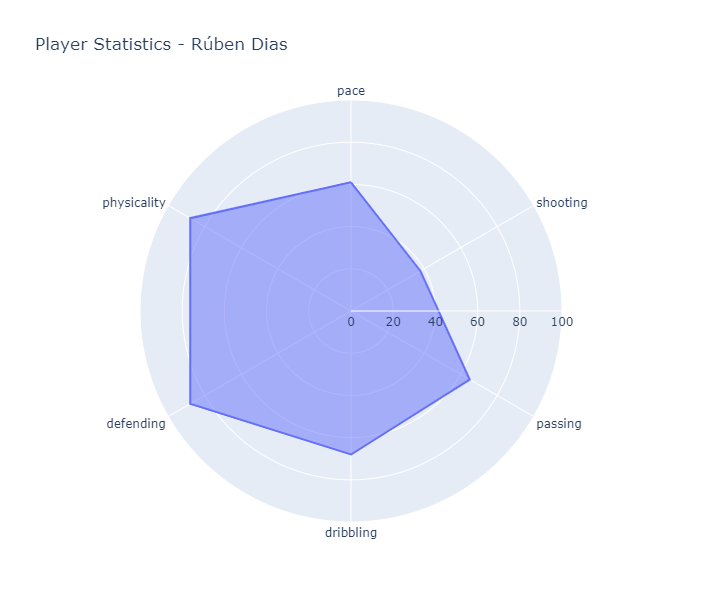 Player Statistics - Rúben Dias
pace
physicality
shooting
0 20 40 60 80 100
defending
passing
dribbling